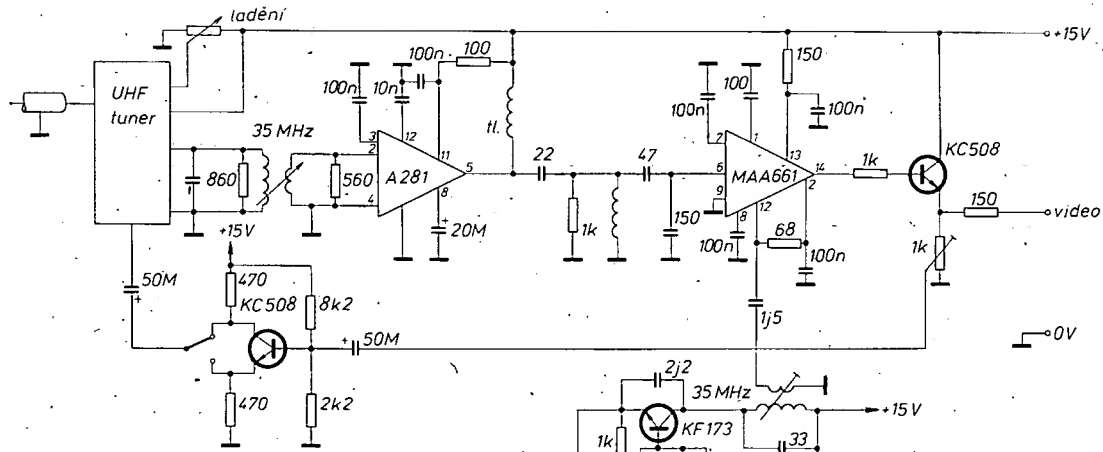 ladění
+15V
UHF
tuner
35 MHz
860
560
100n
10n
100n
100
3
2
4
12
11
5
8
A281
20M
tl.
22
1k
47
150
100n
100
150
100n
2
1
13
6
14
9
8
12
2
MAA661
100n
68
100n
1j5
1k
KC508
150
video
1k
0V
+15V
50M
470
KC508
8k2
50M
470
2k2
2j2
35 MHz
+15V
KF173
1k
33